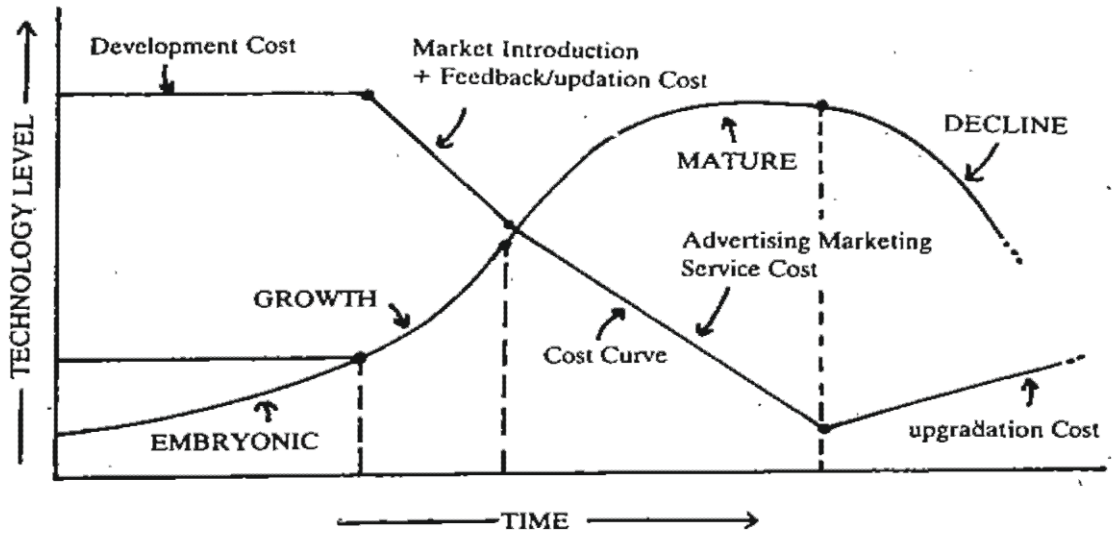 Development Cost
Market Introduction
+ Feedback/updation Cost
DECLINE
MATURE
TECHNOLOGY LEVEL
Advertising Marketing
Service Cost
GROWTH
Cost Curve
EMBRYONIC
upgradation Cost
TIME